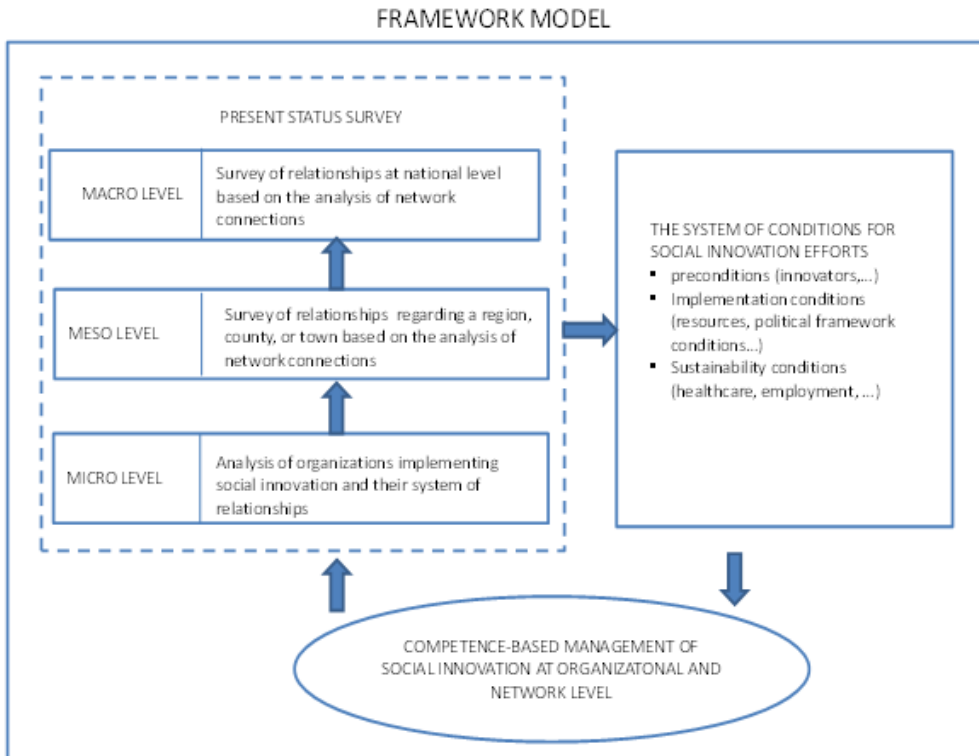 FRAMEWORK MODEL
PRESENT STATUS SURVEY
MACRO LEVEL
Survey of relationships at national level
based on the analysis of network
connections
MESO LEVEL
Survey of relationships regarding a region,
county, or town based on the analysis of
network connections
MICRO LEVEL
Analysis of organizations implementing
social innovation and their system of
relationships
THE SYSTEM OF CONDITIONS FOR
SOCIAL INNOVATION EFFORTS
▪ preconditions (innovators,...)
▪ Implementation conditions
(resources, political framework
conditions...)
▪ Sustainability conditions
(healthcare, employment, ...)
COMPETENCE-BASED MANAGEMENT OF
SOCIAL INNOVATION AT ORGANIZATONAL AND
NETWORK LEVEL